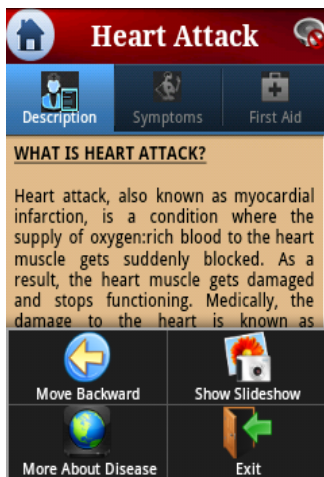 Heart Attack
Description
Symptoms
First Aid
WHAT IS HEART ATTACK?
Heart attack, also known as myocardial
infarction, is a condition where the
supply of oxygen:rich blood to the heart
muscle gets suddenly blocked. As a
result, the heart muscle gets damaged
and stops functioning. Medically, the
damage to the heart is known as
Move Backward
Show Slideshow
More About Disease
Exit